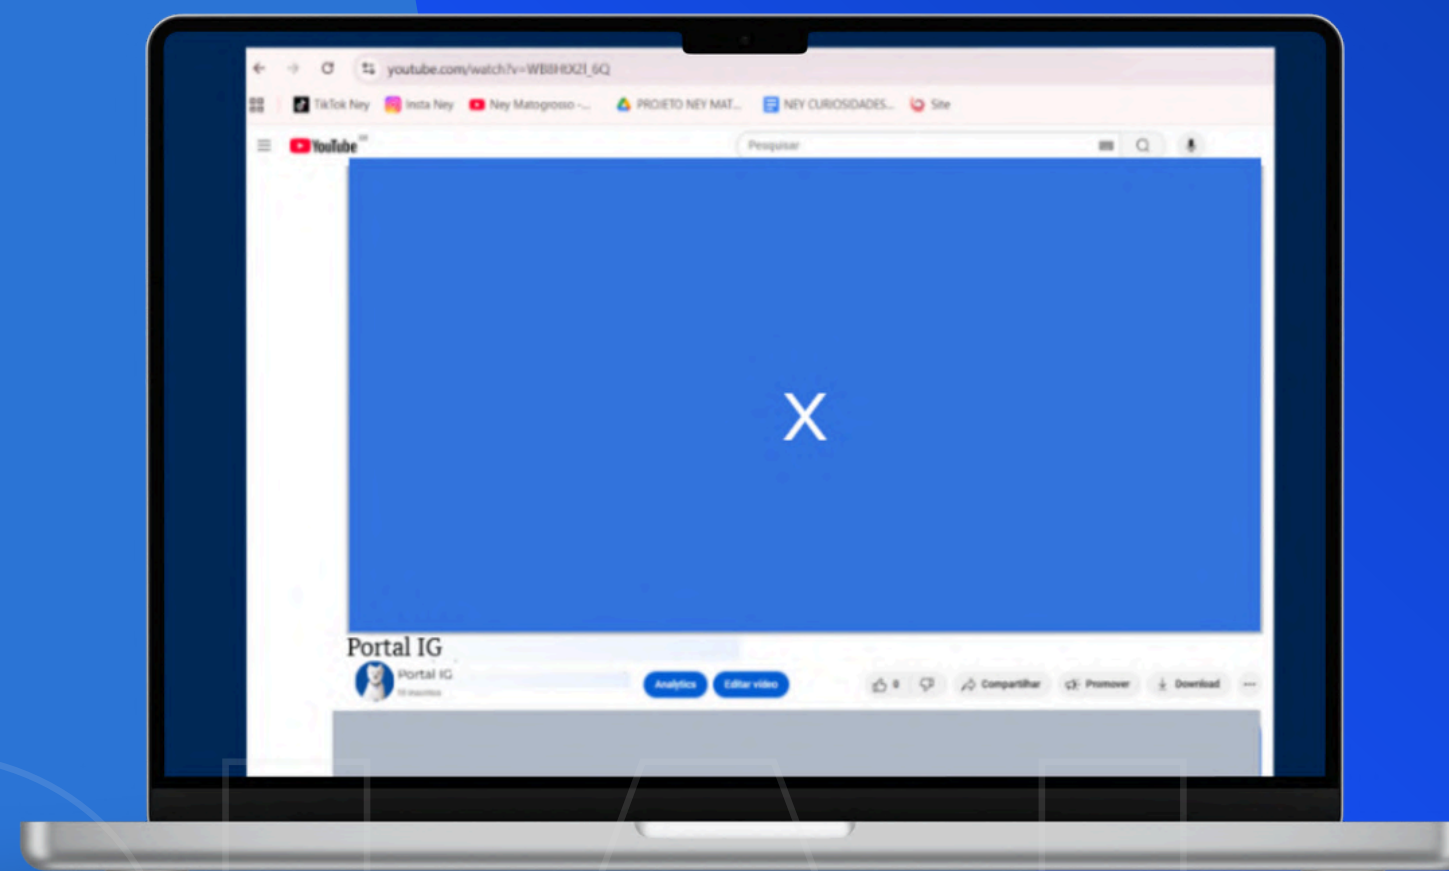 youtube.com/watch?v=
TikTok Ney
Insta Ney
Ney Matogrosso -...
PROJETO NEY MAT...
NEY CURIOSIDADES...
Site
YouTube
Pesquisar
X
Portal IG
Portal IG
Analytics
Editar vídeo
0
Compartilhar
Promover
Download